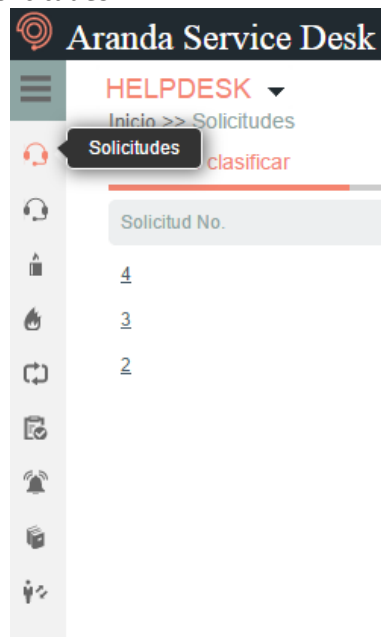 Aranda Service Desk
HELPDESK
Inicio >> Solicitudes
Solicitudes
clasificar
Solicitud No.
4
3
2